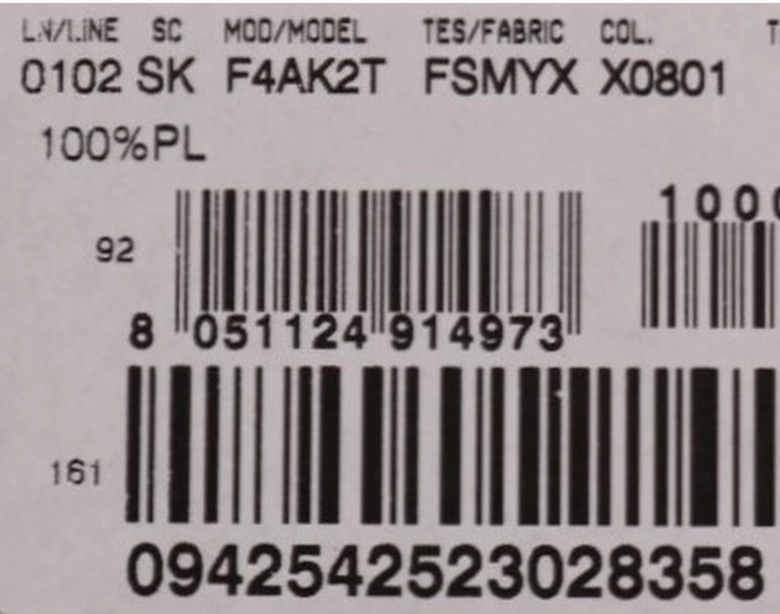 LN/LINE SC MOD/MODEL TES/FABRIC COL.
0102 SK F4AK2T FSMYX X0801
100%PL
1000
92
8 051124 914973
161
0942542523028358